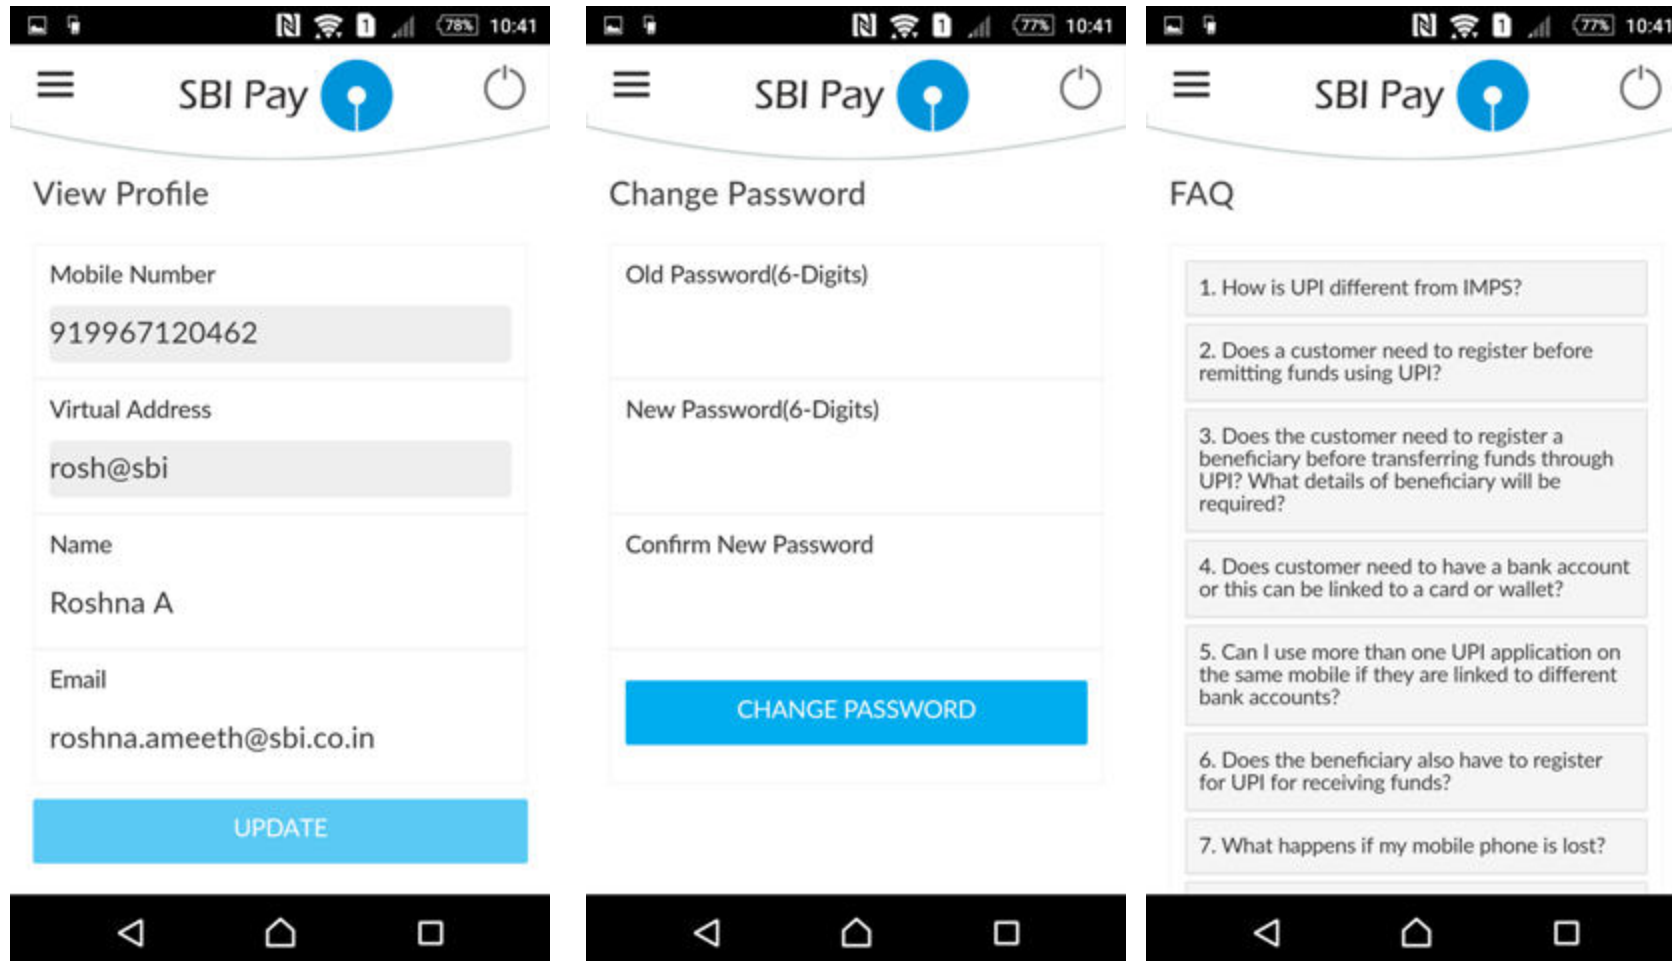 78% 10:41
SBI Pay
View Profile
Mobile Number
919967120462
Virtual Address
rosh@sbi
Name
Roshna A
Email
roshna.ameeth@sbi.co.in
UPDATE
1 77% 10:41
SBI Pay
Change Password
Old Password(6-Digits)
New Password(6-Digits)
Confirm New Password
CHANGE PASSWORD
1 77% 10:41
SBI Pay
FAQ
1. How is UPI different from IMPS?
2. Does a customer need to register before
remitting funds using UPI?
3. Does the customer need to register a
beneficiary before transferring funds through
UPI? What details of beneficiary will be
required?
4. Does customer need to have a bank account
or this can be linked to a card or wallet?
5. Can I use more than one UPI application on
the same mobile if they are linked to different
bank accounts?
6. Does the beneficiary also have to register
for UPI for receiving funds?
7. What happens if my mobile phone is lost?